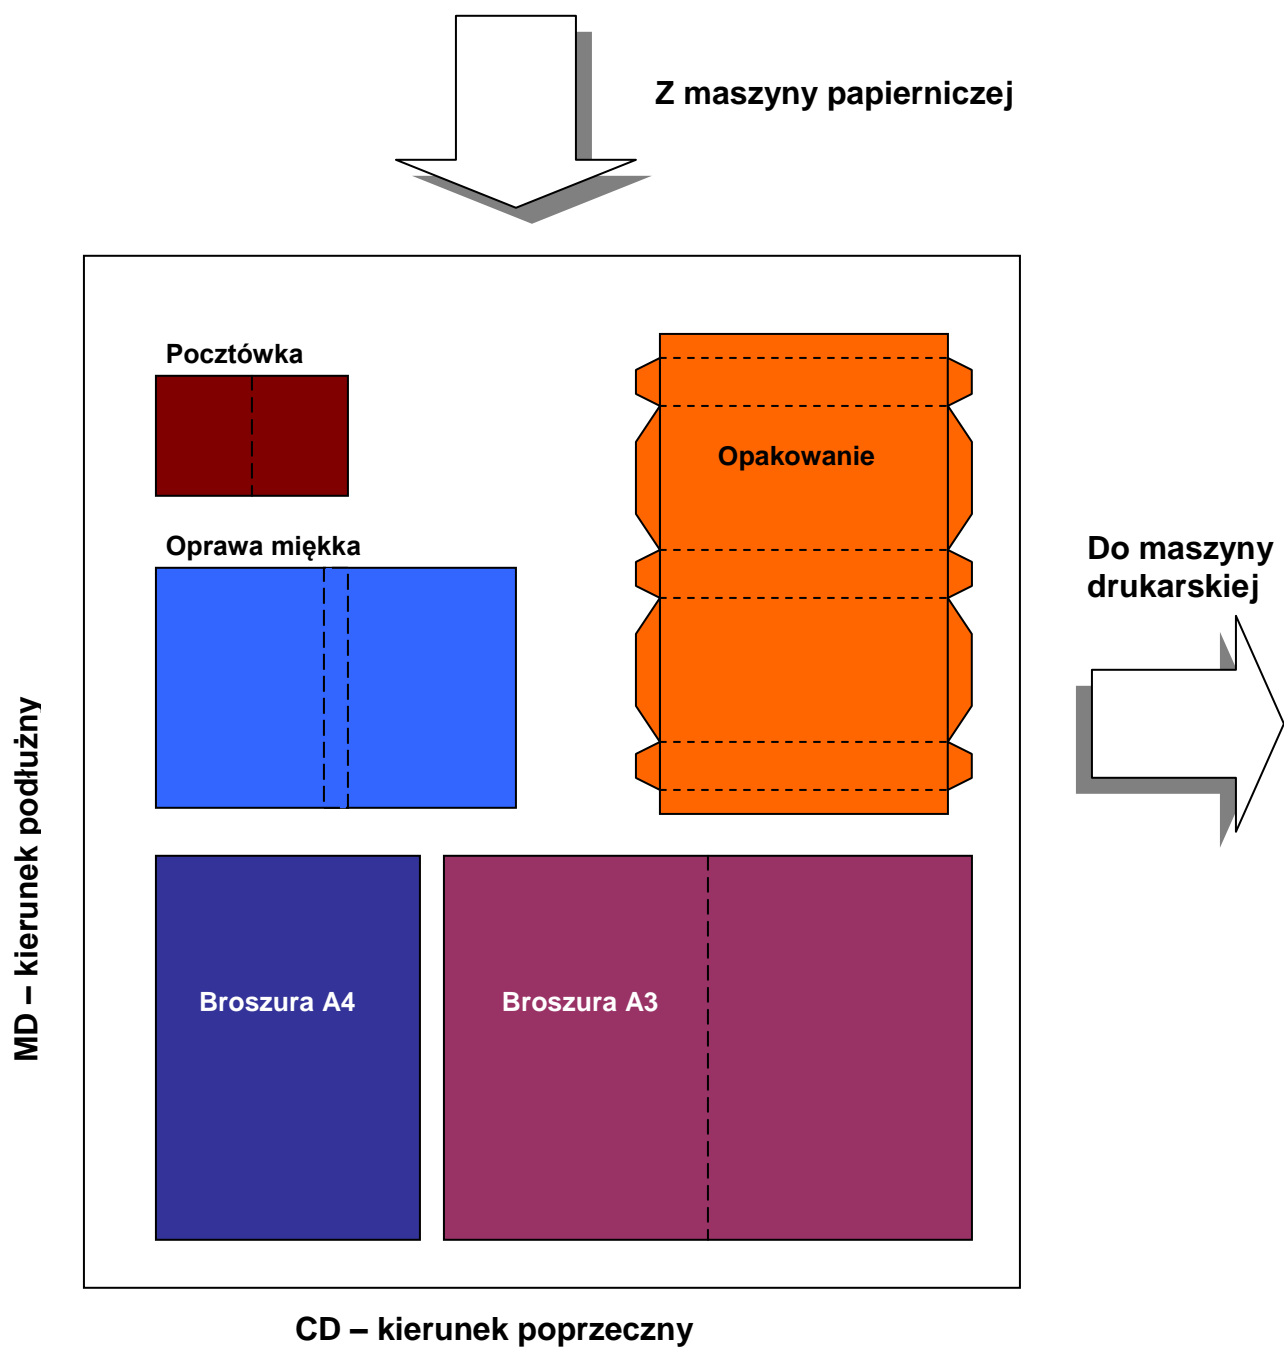 Z maszyny papierniczej
Pocztówka
Opakowanie
Oprawa miękka
Do maszyny
drukarskiej
MD – kierunek podłużny
Broszura A4
Broszura A3
CD – kierunek poprzeczny